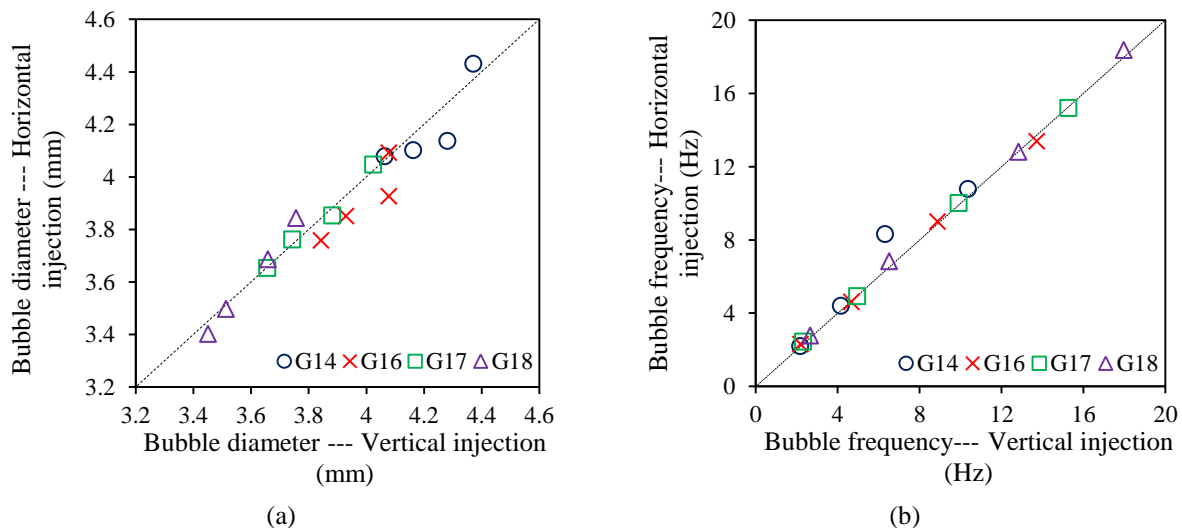 Bubble diameter --- Horizontal
injection (mm)
4.6
4.4
4.2
4
3.8
3.6
3.4
3.2
G14 G16 G17 G18
3.2 3.4 3.6 3.8 4 4.2 4.4 4.6
Bubble diameter --- Vertical injection
(mm)
(a)
Bubble frequency--- Horizontal
injection (Hz)
20
16
12
8
4
0
G14 G16 G17 G18
0 4 8 12 16 20
Bubble frequency--- Vertical injection
(Hz)
(b)